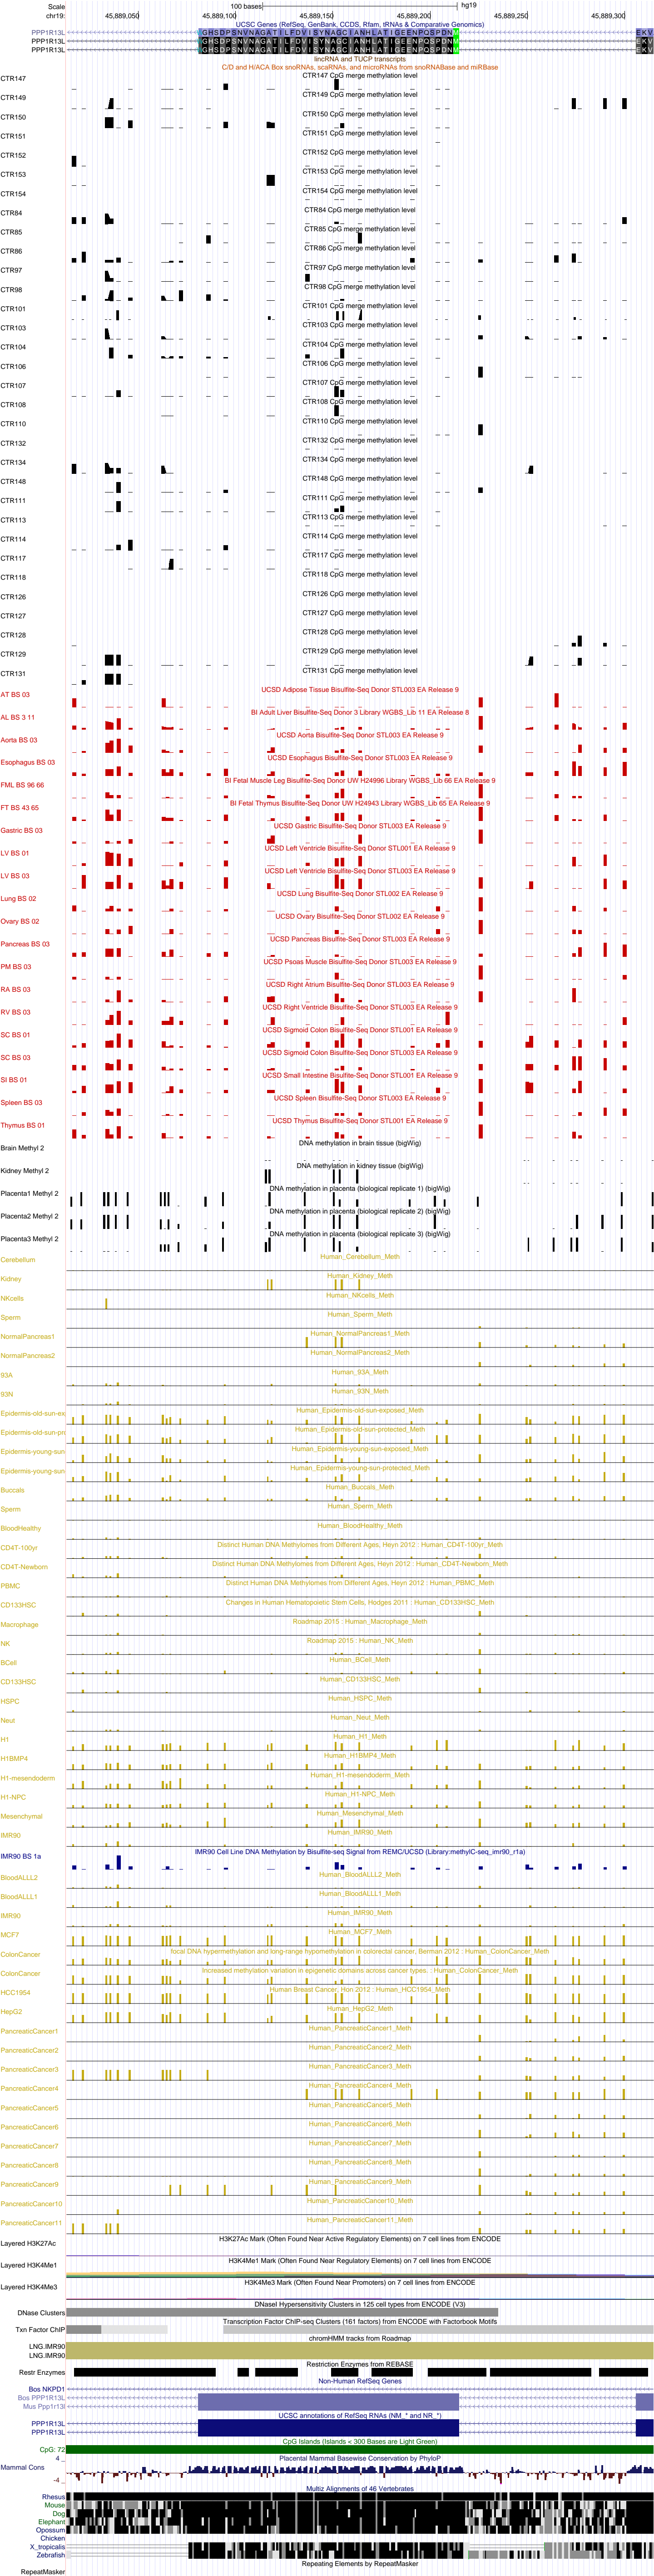 Scale 100 bases hg19
chr19: 45,889,050 45,889,100 45,889,150 45,889,200 45,889,250 45,889,300
UCSC Genes (RefSeq, GenBank, CCDS, Rfam, tRNAs & Comparative Genomics)
PPP1R13L GHSDPSNVNAGATILFDVISYNAGCIANHLATIGEENPQSPDNM EKV
PPP1R13L GHSDPSNVNAGATILFDVISYNAGCIANHLATIGEENPQSPDNM EKV
PPP1R13L GHSDPSNVNAGATILFDVISYNAGCIANHLATIGEENPQSPDNM EKV
lincRNA and TUCP transcripts
C/D and H/ACA Box snoRNAs, scaRNAs, and microRNAs from snoRNABase and miRBase
CTR147 CpG merge methylation level
CTR147
CTR149 CpG merge methylation level
CTR149
CTR150 CpG merge methylation level
CTR150
CTR151 CpG merge methylation level
CTR151
CTR152 CpG merge methylation level
CTR152
CTR153 CpG merge methylation level
CTR153
CTR154 CpG merge methylation level
CTR154
CTR84 CpG merge methylation level
CTR84
CTR85 CpG merge methylation level
CTR85
CTR86 CpG merge methylation level
CTR86
CTR97 CpG merge methylation level
CTR97
CTR98 CpG merge methylation level
CTR98
CTR101 CpG merge methylation level
CTR101
CTR103 CpG merge methylation level
CTR103
CTR104 CpG merge methylation level
CTR104
CTR106 CpG merge methylation level
CTR106
CTR107 CpG merge methylation level
CTR107
CTR108 CpG merge methylation level
CTR108
CTR110 CpG merge methylation level
CTR110
CTR132 CpG merge methylation level
CTR132
CTR134 CpG merge methylation level
CTR134
CTR148 CpG merge methylation level
CTR148
CTR111 CpG merge methylation level
CTR111
CTR113 CpG merge methylation level
CTR113
CTR114 CpG merge methylation level
CTR114
CTR117 CpG merge methylation level
CTR117
CTR118 CpG merge methylation level
CTR118
CTR126 CpG merge methylation level
CTR126
CTR127 CpG merge methylation level
CTR127
CTR128 CpG merge methylation level
CTR128
CTR129 CpG merge methylation level
CTR129
CTR131 CpG merge methylation level
CTR131
UCSD Adipose Tissue Bisulfite-Seq Donor STL003 EA Release 9
AT BS 03
BI Adult Liver Bisulfite-Seq Donor 3 Library WGBS_Lib 11 EA Release 8
AL BS 3 11
UCSD Aorta Bisulfite-Seq Donor STL003 EA Release 9
Aorta BS 03
UCSD Esophagus Bisulfite-Seq Donor STL003 EA Release 9
Esophagus BS 03
BI Fetal Muscle Leg Bisulfite-Seq Donor UW H24996 Library WGBS_Lib 66 EA Release 9
FML BS 96 66
BI Fetal Thymus Bisulfite-Seq Donor UW H24943 Library WGBS_Lib 65 EA Release 9
FT BS 43 65
UCSD Gastric Bisulfite-Seq Donor STL003 EA Release 9
Gastric BS 03
UCSD Left Ventricle Bisulfite-Seq Donor STL001 EA Release 9
LV BS 01
UCSD Left Ventricle Bisulfite-Seq Donor STL003 EA Release 9
LV BS 03
UCSD Lung Bisulfite-Seq Donor STL002 EA Release 9
Lung BS 02
UCSD Ovary Bisulfite-Seq Donor STL002 EA Release 9
Ovary BS 02
UCSD Pancreas Bisulfite-Seq Donor STL003 EA Release 9
Pancreas BS 03
UCSD Psoas Muscle Bisulfite-Seq Donor STL003 EA Release 9
PM BS 03
UCSD Right Atrium Bisulfite-Seq Donor STL003 EA Release 9
RA BS 03
UCSD Right Ventricle Bisulfite-Seq Donor STL003 EA Release 9
RV BS 03
UCSD Sigmoid Colon Bisulfite-Seq Donor STL001 EA Release 9
SC BS 01
UCSD Sigmoid Colon Bisulfite-Seq Donor STL003 EA Release 9
SC BS 03
UCSD Small Intestine Bisulfite-Seq Donor STL001 EA Release 9
SI BS 01
UCSD Spleen Bisulfite-Seq Donor STL003 EA Release 9
Spleen BS 03
UCSD Thymus Bisulfite-Seq Donor STL001 EA Release 9
Thymus BS 01
DNA methylation in brain tissue (bigWig)
Brain Methyl 2
DNA methylation in kidney tissue (bigWig)
Kidney Methyl 2
DNA methylation in placenta (biological replicate 1) (bigWig)
Placenta1 Methyl 2
DNA methylation in placenta (biological replicate 2) (bigWig)
Placenta2 Methyl 2
DNA methylation in placenta (biological replicate 3) (bigWig)
Placenta3 Methyl 2
Human_Cerebellum_Meth
Cerebellum
Human_Kidney_Meth
Kidney
Human_NKcells_Meth
NKcells
Human_Sperm_Meth
Sperm
Human_NormalPancreas1_Meth
NormalPancreas1
Human_NormalPancreas2_Meth
NormalPancreas2
Human_93A_Meth
93A
Human_93N_Meth
93N
Human_Epidermis-old-sun-exposed_Meth
Epidermis-old-sun-ex
Human_Epidermis-old-sun-protected_Meth
Epidermis-old-sun-pro
Human_Epidermis-young-sun-exposed_Meth
Epidermis-young-sun
Human_Epidermis-young-sun-protected_Meth
Epidermis-young-sun
Human_Buccals_Meth
Buccals
Human_Sperm_Meth
Sperm
Human_BloodHealthy_Meth
BloodHealthy
Distinct Human DNA Methylomes from Different Ages, Heyn 2012 : Human_CD4T-100yr_Meth
CD4T-100yr
Distinct Human DNA Methylomes from Different Ages, Heyn 2012 : Human_CD4T-Newborn_Meth
CD4T-Newborn
Distinct Human DNA Methylomes from Different Ages, Heyn 2012 : Human_PBMC_Meth
PBMC
Changes in Human Hematopoietic Stem Cells, Hodges 2011 : Human_CD133HSC_Meth
CD133HSC
Roadmap 2015 : Human_Macrophage_Meth
Macrophage
Roadmap 2015 : Human_NK_Meth
NK
Human_BCell_Meth
BCell
Human_CD133HSC_Meth
CD133HSC
Human_HSPC_Meth
HSPC
Human_Neut_Meth
Neut
Human_H1_Meth
H1
Human_H1BMP4_Meth
H1BMP4
Human_H1-mesendoderm_Meth
H1-mesendoderm
Human_H1-NPC_Meth
H1-NPC
Human_Mesenchymal_Meth
Mesenchymal
Human_IMR90_Meth
IMR90
IMR90 Cell Line DNA Methylation by Bisulfite-seq Signal from REMC/UCSD (Library:methylC-seq_imr90_r1a)
IMR90 BS 1a
Human_BloodALLL2_Meth
BloodALLL2
Human_BloodALLL1_Meth
BloodALLL1
Human_IMR90_Meth
IMR90
Human_MCF7_Meth
MCF7
focal DNA hypermethylation and long-range hypomethylation in colorectal cancer, Berman 2012 : Human_ColonCancer_Meth
ColonCancer
Increased methylation variation in epigenetic domains across cancer types. : Human_ColonCancer_Meth
ColonCancer
Human Breast Cancer, Hon 2012 : Human_HCC1954_Meth
HCC1954
Human_HepG2_Meth
HepG2
Human_PancreaticCancer1_Meth
PancreaticCancer1
Human_PancreaticCancer2_Meth
PancreaticCancer2
Human_PancreaticCancer3_Meth
PancreaticCancer3
Human_PancreaticCancer4_Meth
PancreaticCancer4
Human_PancreaticCancer5_Meth
PancreaticCancer5
Human_PancreaticCancer6_Meth
PancreaticCancer6
Human_PancreaticCancer7_Meth
PancreaticCancer7
Human_PancreaticCancer8_Meth
PancreaticCancer8
Human_PancreaticCancer9_Meth
PancreaticCancer9
Human_PancreaticCancer10_Meth
PancreaticCancer10
Human_PancreaticCancer11_Meth
PancreaticCancer11
H3K27Ac Mark (Often Found Near Active Regulatory Elements) on 7 cell lines from ENCODE
Layered H3K27Ac
H3K4Me1 Mark (Often Found Near Regulatory Elements) on 7 cell lines from ENCODE
Layered H3K4Me1
H3K4Me3 Mark (Often Found Near Promoters) on 7 cell lines from ENCODE
Layered H3K4Me3
DNaseI Hypersensitivity Clusters in 125 cell types from ENCODE (V3)
DNase Clusters
Transcription Factor ChIP-seq Clusters (161 factors) from ENCODE with Factorbook Motifs
Txn Factor ChIP
chromHMM tracks from Roadmap
LNG.IMR90
LNG.IMR90
Restriction Enzymes from REBASE
Restr Enzymes
Non-Human RefSeq Genes
Bos NKPD1
Bos PPP1R13L
Mus Ppp1r13l
UCSC annotations of RefSeq RNAs (NM_* and NR_*)
PPP1R13L
PPP1R13L
CpG Islands (Islands < 300 Bases are Light Green)
CpG: 72
Placental Mammal Basewise Conservation by PhyloP
4 _
Mammal Cons
-4 _
Multiz Alignments of 46 Vertebrates
Rhesus
Mouse
Dog
Elephant
Opossum
Chicken
X_tropicalis
Zebrafish
Repeating Elements by RepeatMasker
RepeatMasker